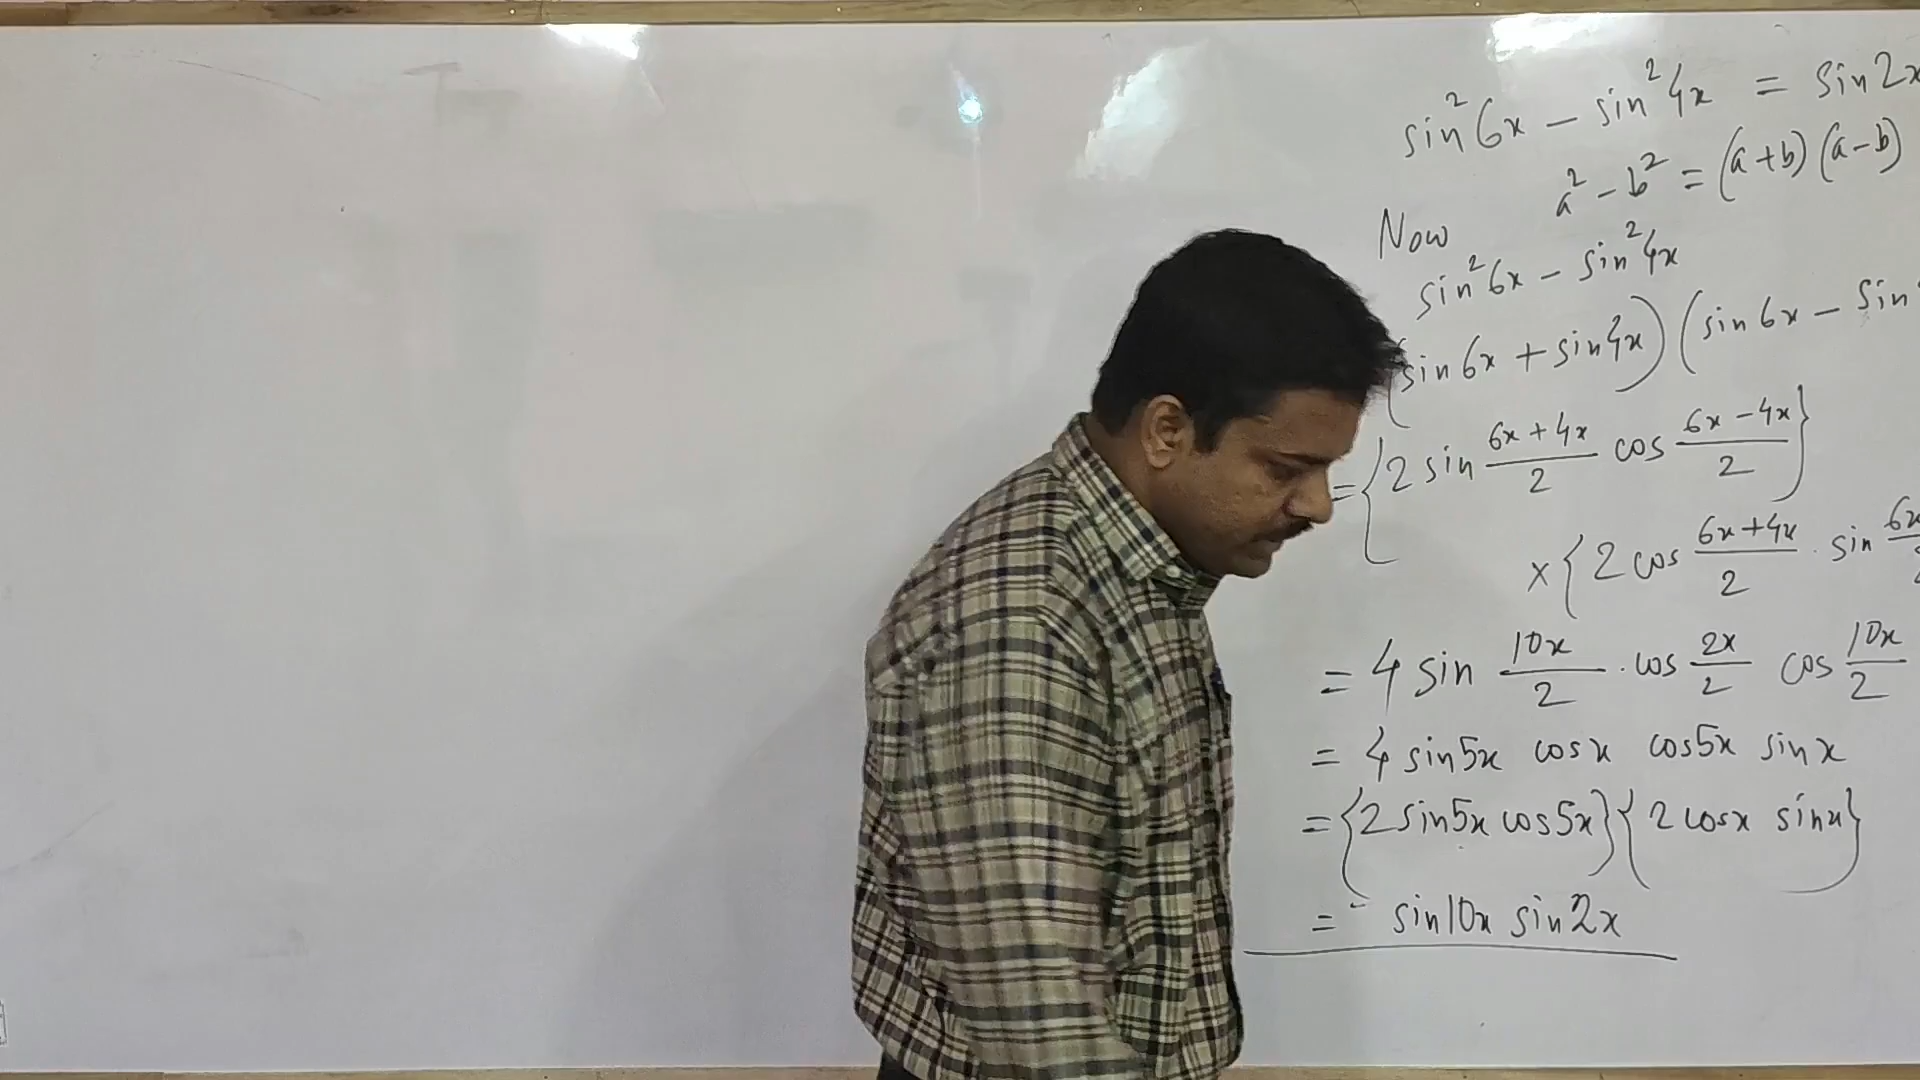 sin²6x − sin²4x = sin2x
a² − b² = (a+b)(a−b)
Now
sin²6x − sin²4x
(sin6x + sin4x)(sin6x − sin
= {2 sin (6x+4x)/2 cos (6x−4x)/2}
x {2 cos (6x+4x)/2 . sin 6x
= 4 sin 10x/2 . cos 2x/2 cos 10x/2
= 4 sin5x cosx cos5x sinx
= {2 sin5x cos5x}{2 cosx sinx}
= sin10x sin2x